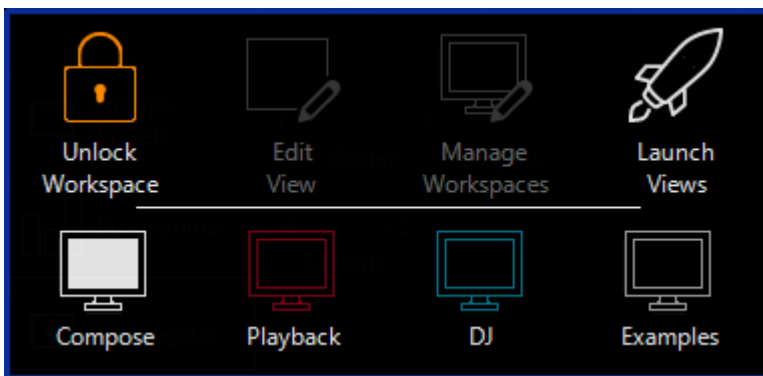 Unlock
Workspace
Edit
View
Manage
Workspaces
Launch
Views
Compose
Playback
DJ
Examples